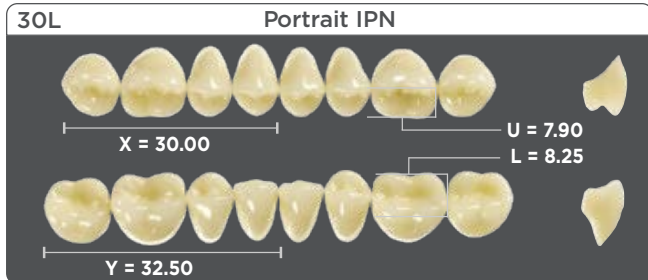 30L
Portrait IPN
X = 30.00
U = 7.90
L = 8.25
Y = 32.50